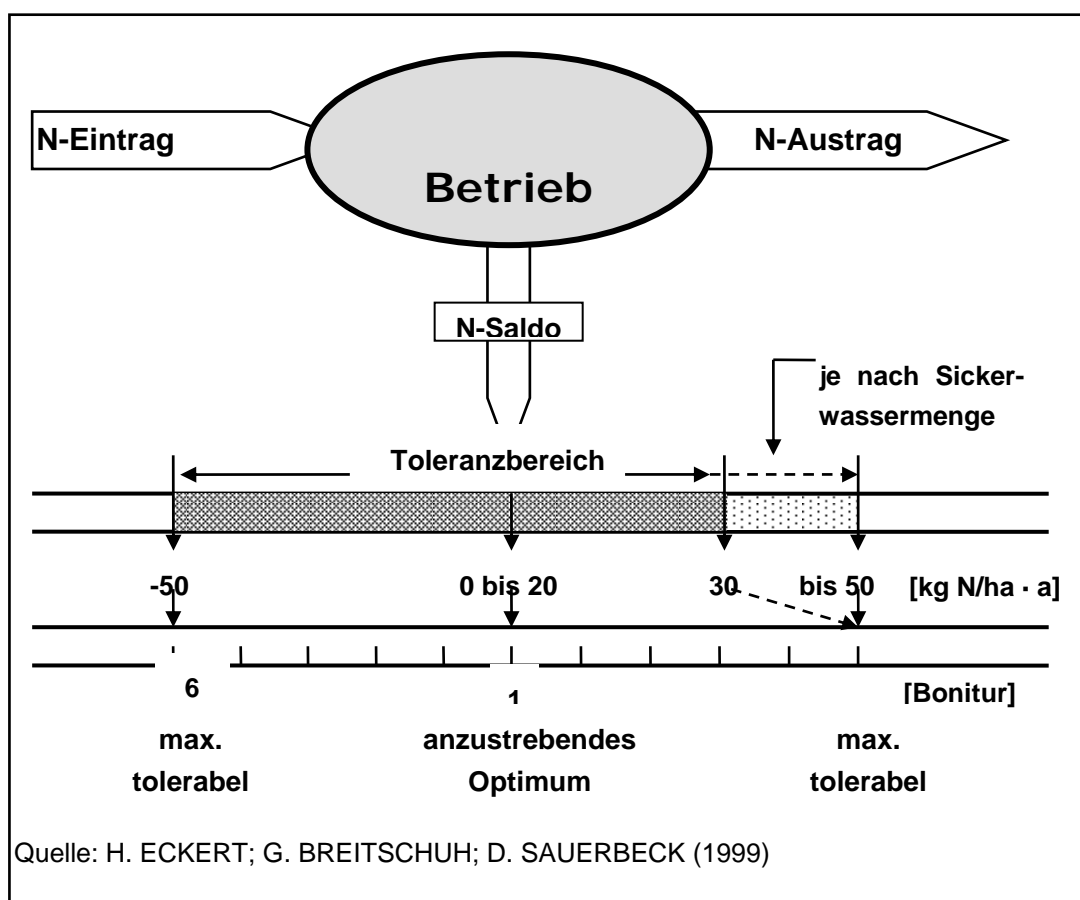 N-Eintrag
N-Austrag
Betrieb
N-Saldo
je nach Sicker-
wassermenge
Toleranzbereich
-50 0 bis 20 30 bis 50 [kg N/ha · a]
6 1 [Bonitur]
max. anzustrebendes max.
tolerabel Optimum tolerabel
Quelle: H. ECKERT; G. BREITSCHUH; D. SAUERBECK (1999)